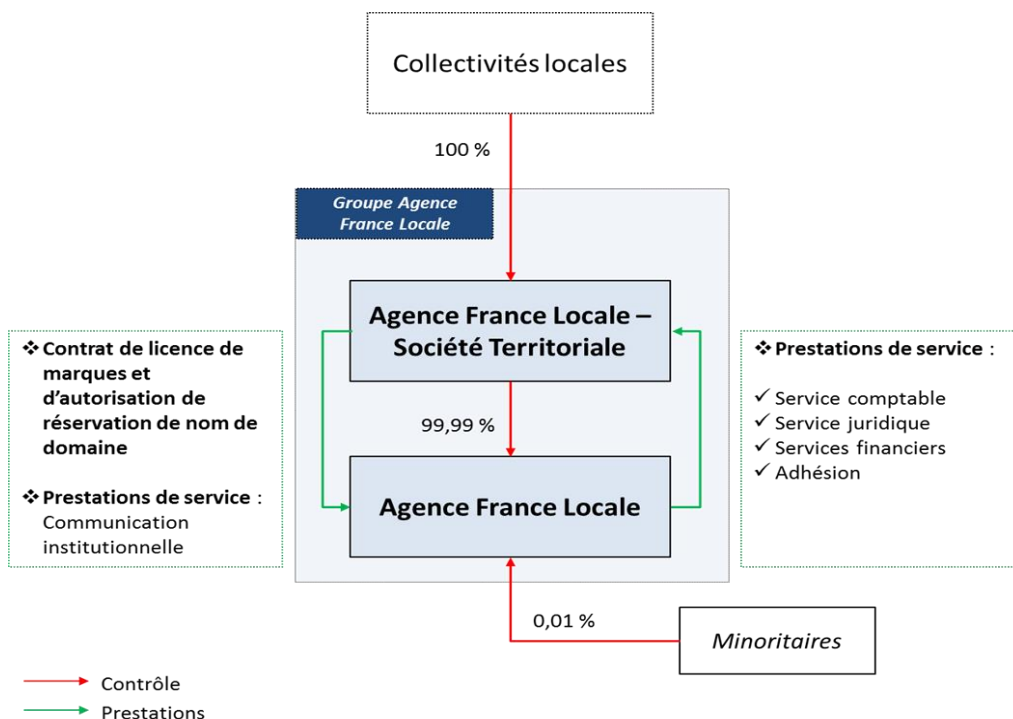 Collectivités locales
100 %
Groupe Agence
France Locale
Agence France Locale –
Société Territoriale
❖ Contrat de licence de
marques et
d’autorisation de
réservation de nom de
domaine
❖ Prestations de service :
Communication
institutionnelle
99,99 %
Agence France Locale
❖ Prestations de service :
✓ Service comptable
✓ Service juridique
✓ Services financiers
✓ Adhésion
0,01 %
Minoritaires
Contrôle
Prestations